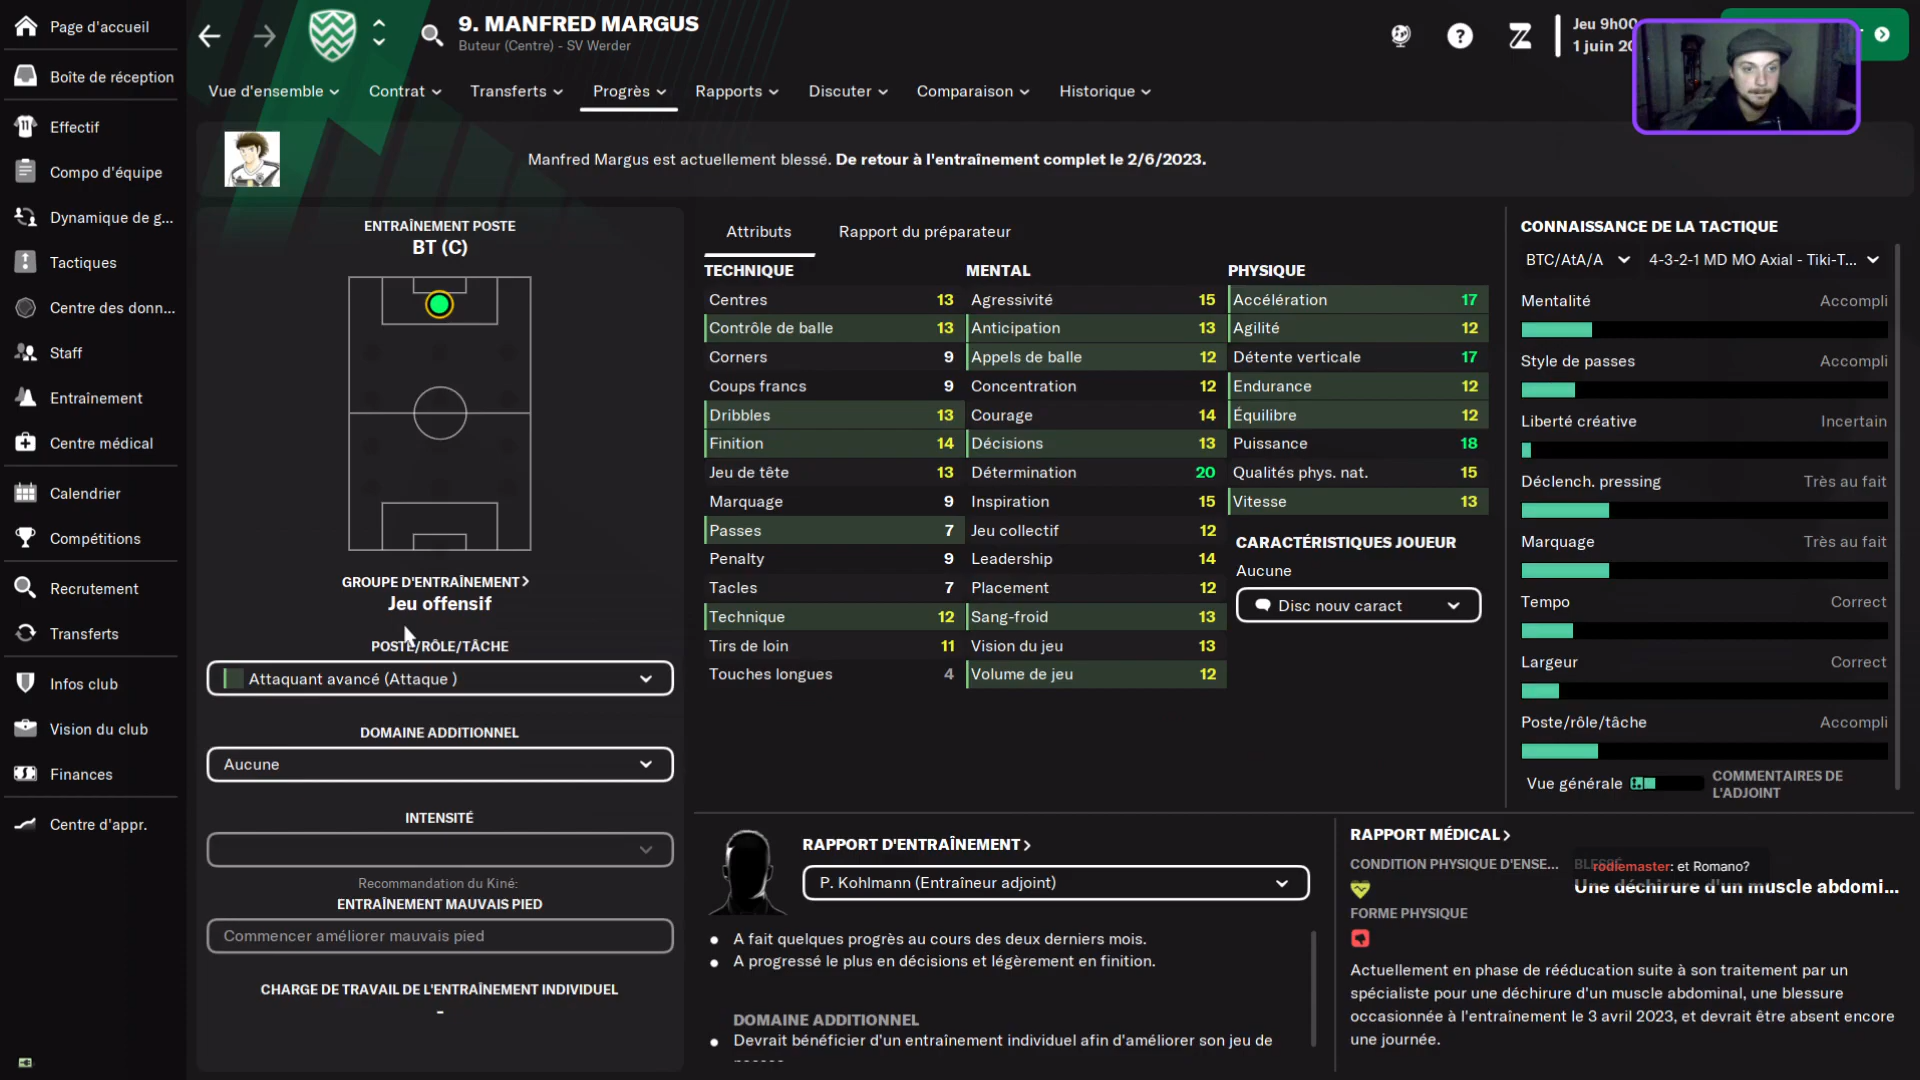 Page d'accueil
Boîte de réception
Effectif
Compo d'équipe
Dynamique de g...
Tactiques
Centre des donn...
Staff
Entraînement
Centre médical
Calendrier
Compétitions
Recrutement
Transferts
Infos club
Vision du club
Finances
Centre d'appr.
9. MANFRED MARGUS
Buteur (Centre) - SV Werder
Jeu 9h00
1 juin 20
Vue d'ensemble
Contrat
Transferts
Progrès
Rapports
Discuter
Comparaison
Historique
Manfred Margus est actuellement blessé. De retour à l'entraînement complet le 2/6/2023.
ENTRAÎNEMENT POSTE
BT (C)
GROUPE D'ENTRAÎNEMENT
Jeu offensif
POSTE/RÔLE/TÂCHE
Attaquant avancé (Attaque )
DOMAINE ADDITIONNEL
Aucune
INTENSITÉ
Recommandation du Kiné:
ENTRAÎNEMENT MAUVAIS PIED
Commencer améliorer mauvais pied
CHARGE DE TRAVAIL DE L'ENTRAÎNEMENT INDIVIDUEL
-
Attributs
Rapport du préparateur
TECHNIQUE
Centres 13
Contrôle de balle 13
Corners 9
Coups francs 9
Dribbles 13
Finition 14
Jeu de tête 13
Marquage 9
Passes 7
Penalty 9
Tacles 7
Technique 12
Tirs de loin 11
Touches longues 4
MENTAL
Agressivité 15
Anticipation 13
Appels de balle 12
Concentration 12
Courage 14
Décisions 13
Détermination 20
Inspiration 15
Jeu collectif 12
Leadership 14
Placement 12
Sang-froid 13
Vision du jeu 13
Volume de jeu 12
PHYSIQUE
Accélération 17
Agilité 12
Détente verticale 17
Endurance 12
Équilibre 12
Puissance 18
Qualités phys. nat. 15
Vitesse 13
CARACTÉRISTIQUES JOUEUR
Aucune
Disc nouv caract
CONNAISSANCE DE LA TACTIQUE
BTC/AtA/A
4-3-2-1 MD MO Axial - Tiki-T...
Mentalité Accompli
Style de passes Accompli
Liberté créative Incertain
Déclench. pressing Très au fait
Marquage Très au fait
Tempo Correct
Largeur Correct
Poste/rôle/tâche Accompli
Vue générale
COMMENTAIRES DE
L'ADJOINT
RAPPORT D'ENTRAÎNEMENT
P. Kohlmann (Entraîneur adjoint)
A fait quelques progrès au cours des deux derniers mois.
A progressé le plus en décisions et légèrement en finition.
DOMAINE ADDITIONNEL
Devrait bénéficier d'un entraînement individuel afin d'améliorer son jeu de
RAPPORT MÉDICAL
CONDITION PHYSIQUE D'ENSE...
rodiemaster: et Romano?
Une déchirure d'un muscle abdomi...
FORME PHYSIQUE
Actuellement en phase de rééducation suite à son traitement par un
spécialiste pour une déchirure d'un muscle abdominal, une blessure
occasionnée à l'entraînement le 3 avril 2023, et devrait être absent encore
une journée.